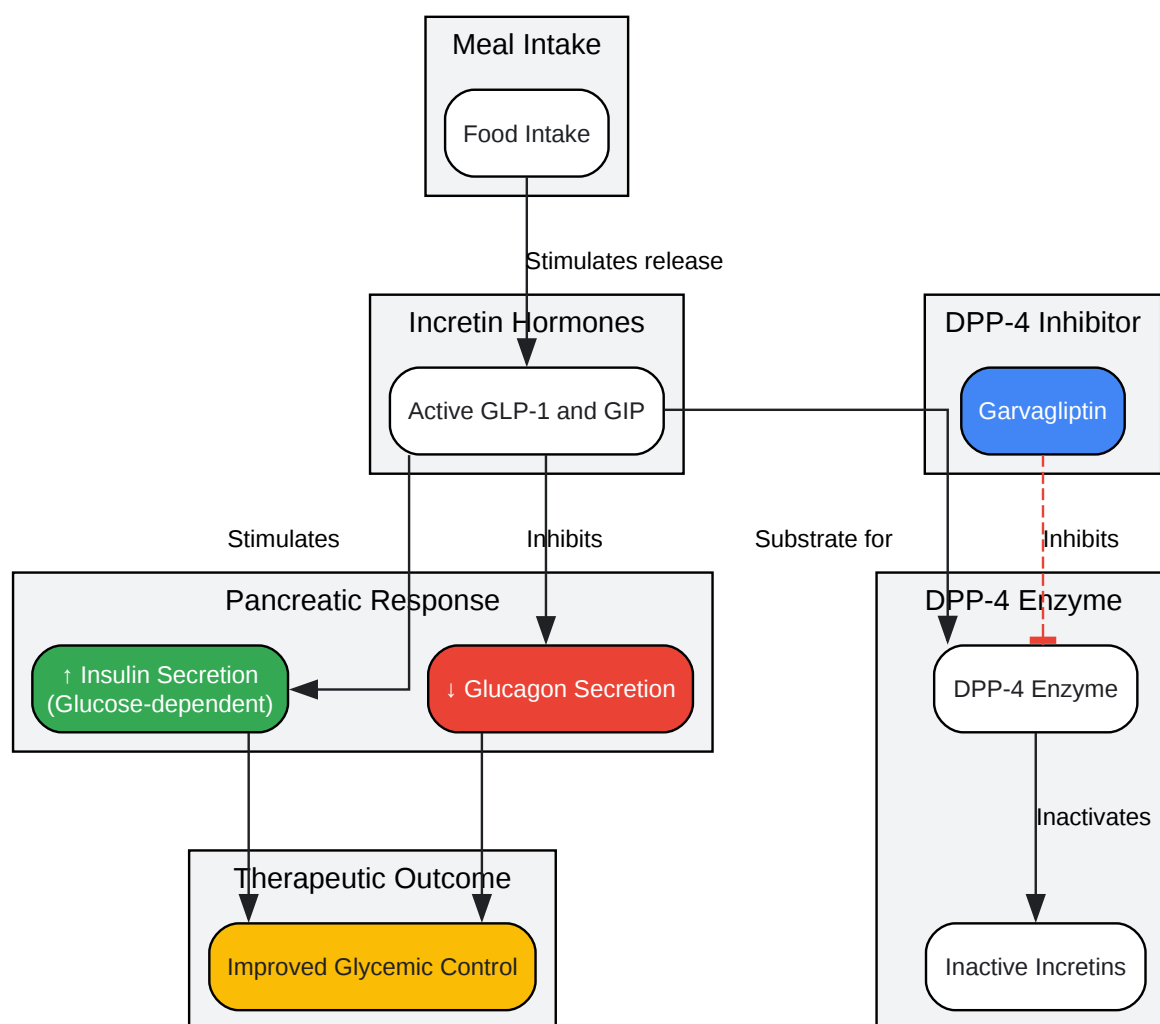 Meal Intake
Food Intake
Stimulates release
Incretin Hormones
DPP-4 Inhibitor
Active GLP-1 and GIP
Garvagliptin
Stimulates
Inhibits
Substrate for
Inhibits
Pancreatic Response
DPP-4 Enzyme
↑ Insulin Secretion
(Glucose-dependent)
↓ Glucagon Secretion
DPP-4 Enzyme
Inactivates
Therapeutic Outcome
Improved Glycemic Control
Inactive Incretins